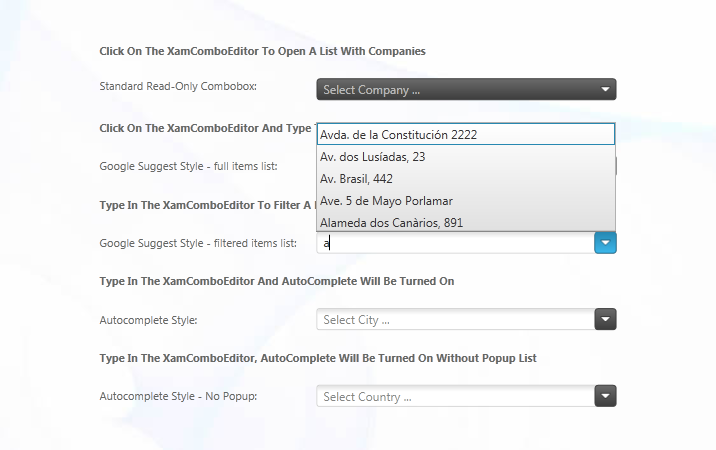 Click On The XamComboEditor To Open A List With Companies
Standard Read-Only Combobox:
Select Company ...
Click On The XamComboEditor And Type
Google Suggest Style - full items list:
Avda. de la Constitución 2222
Av. dos Lusíadas, 23
Av. Brasil, 442
Ave. 5 de Mayo Porlamar
Alameda dos Canàrios, 891
Type In The XamComboEditor To Filter A
Google Suggest Style - filtered items list:
a
Type In The XamComboEditor And AutoComplete Will Be Turned On
Autocomplete Style:
Select City ...
Type In The XamComboEditor, AutoComplete Will Be Turned On Without Popup List
Autocomplete Style - No Popup:
Select Country ...